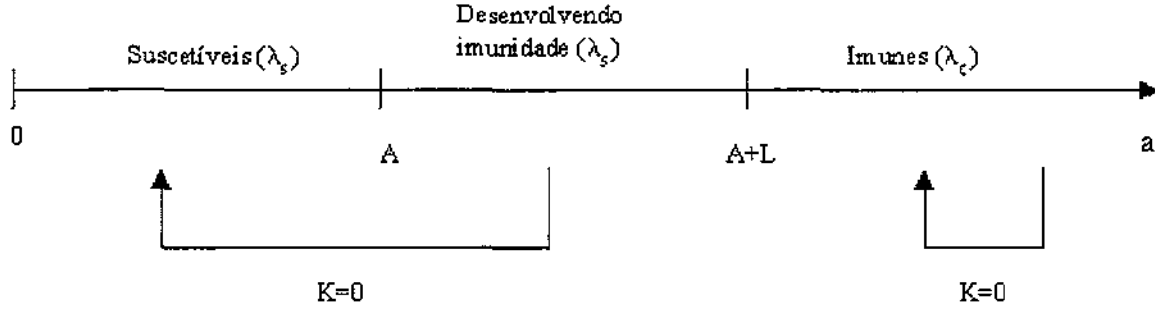 Desenvolvendo
imunidade (λs)
Suscetíveis (λs)
Imunes (λc)
0
A
A+L
a
K=0
K=0